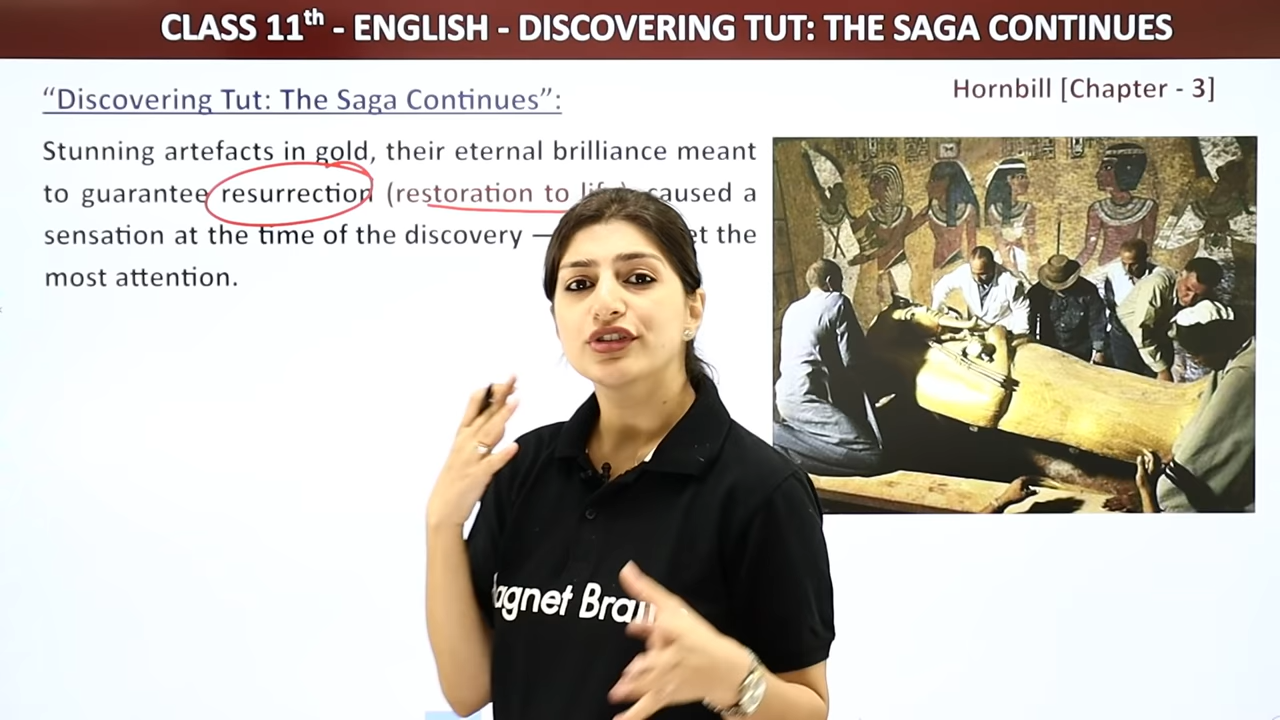 CLASS 11th - ENGLISH - DISCOVERING TUT: THE SAGA CONTINUES
Hornbill [Chapter - 3]
“Discovering Tut: The Saga Continues”:
Stunning artefacts in gold, their eternal brilliance meant
to guarantee resurrection (restoration to caused a
sensation at the time of the discovery — the
most attention.
agnet Brai